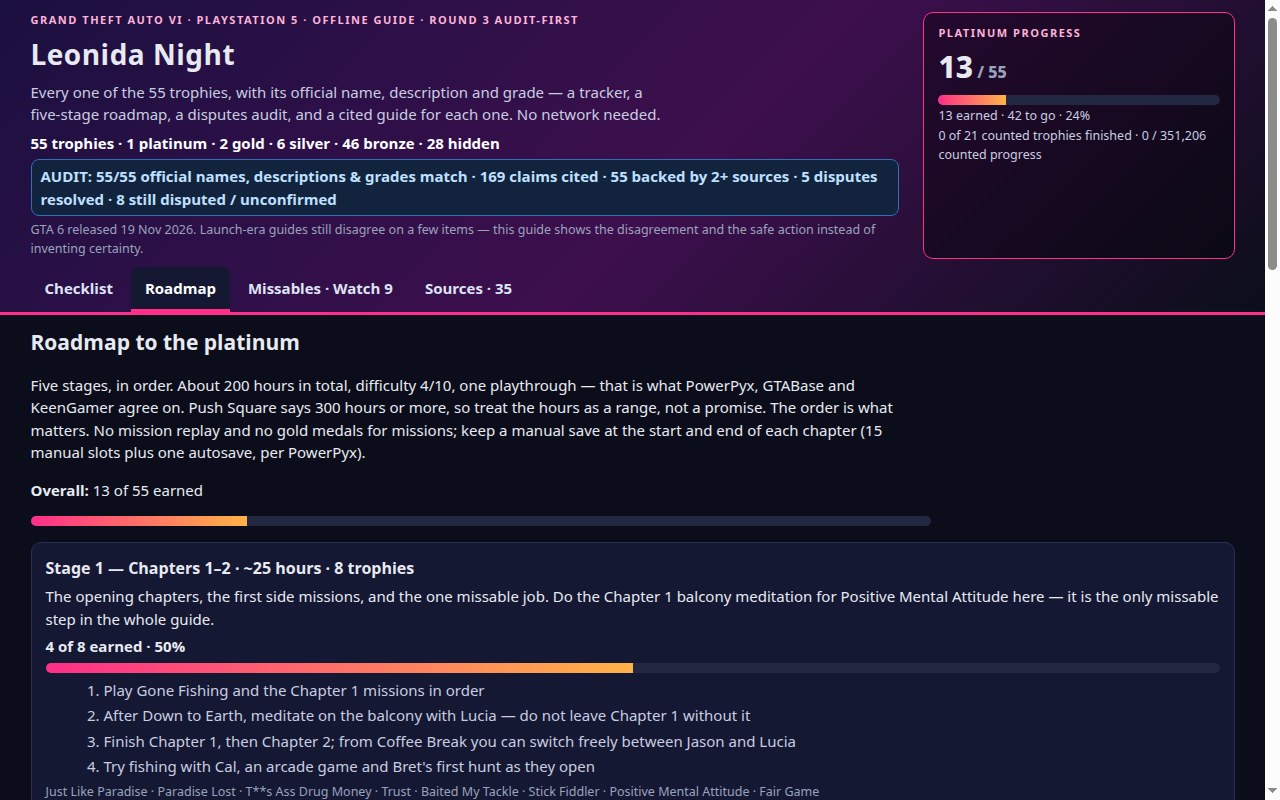 GRAND THEFT AUTO VI · PLAYSTATION 5 · OFFLINE GUIDE · ROUND 3 AUDIT-FIRST
Leonida Night
Every one of the 55 trophies, with its official name, description and grade — a tracker, a
five-stage roadmap, a disputes audit, and a cited guide for each one. No network needed.
55 trophies · 1 platinum · 2 gold · 6 silver · 46 bronze · 28 hidden
AUDIT: 55/55 official names, descriptions & grades match · 169 claims cited · 55 backed by 2+ sources · 5 disputes
resolved · 8 still disputed / unconfirmed
GTA 6 released 19 Nov 2026. Launch-era guides still disagree on a few items — this guide shows the disagreement and the safe action instead of
inventing certainty.
PLATINUM PROGRESS
13 / 55
13 earned · 42 to go · 24%
0 of 21 counted trophies finished · 0 / 351,206
counted progress
Checklist
Roadmap
Missables · Watch 9
Sources · 35
Roadmap to the platinum
Five stages, in order. About 200 hours in total, difficulty 4/10, one playthrough — that is what PowerPyx, GTABase and
KeenGamer agree on. Push Square says 300 hours or more, so treat the hours as a range, not a promise. The order is what
matters. No mission replay and no gold medals for missions; keep a manual save at the start and end of each chapter (15
manual slots plus one autosave, per PowerPyx).
Overall: 13 of 55 earned
Stage 1 — Chapters 1–2 · ~25 hours · 8 trophies
The opening chapters, the first side missions, and the one missable job. Do the Chapter 1 balcony meditation for Positive Mental Attitude here — it is the only missable
step in the whole guide.
4 of 8 earned · 50%
1. Play Gone Fishing and the Chapter 1 missions in order
2. After Down to Earth, meditate on the balcony with Lucia — do not leave Chapter 1 without it
3. Finish Chapter 1, then Chapter 2; from Coffee Break you can switch freely between Jason and Lucia
4. Try fishing with Cal, an arcade game and Bret's first hunt as they open
Just Like Paradise · Paradise Lost · T**s Ass Drug Money · Trust · Baited My Tackle · Stick Fiddler · Positive Mental Attitude · Fair Game